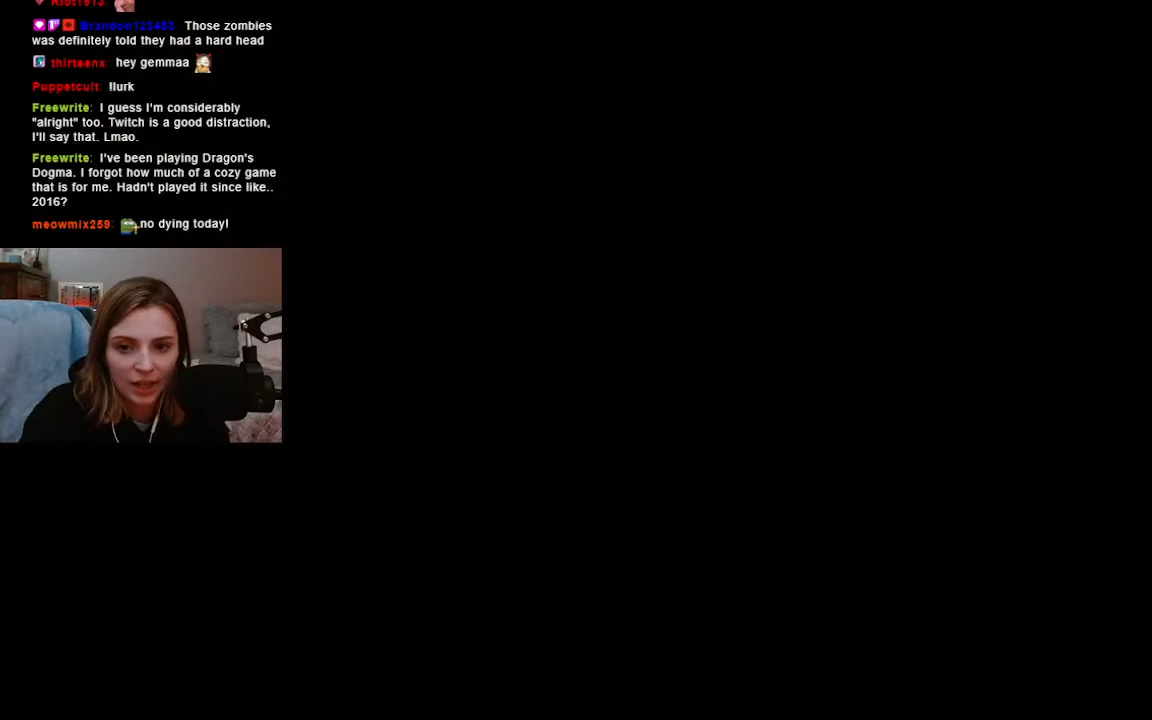 Riot1913
Brandon123483: Those zombies
was definitely told they had a hard head
thirteenx: hey gemmaa
Puppetcult: !lurk
Freewrite: I guess I'm considerably
"alright" too. Twitch is a good distraction,
I'll say that. Lmao.
Freewrite: I've been playing Dragon's
Dogma. I forgot how much of a cozy game
that is for me. Hadn't played it since like..
2016?
meowmix259: no dying today!